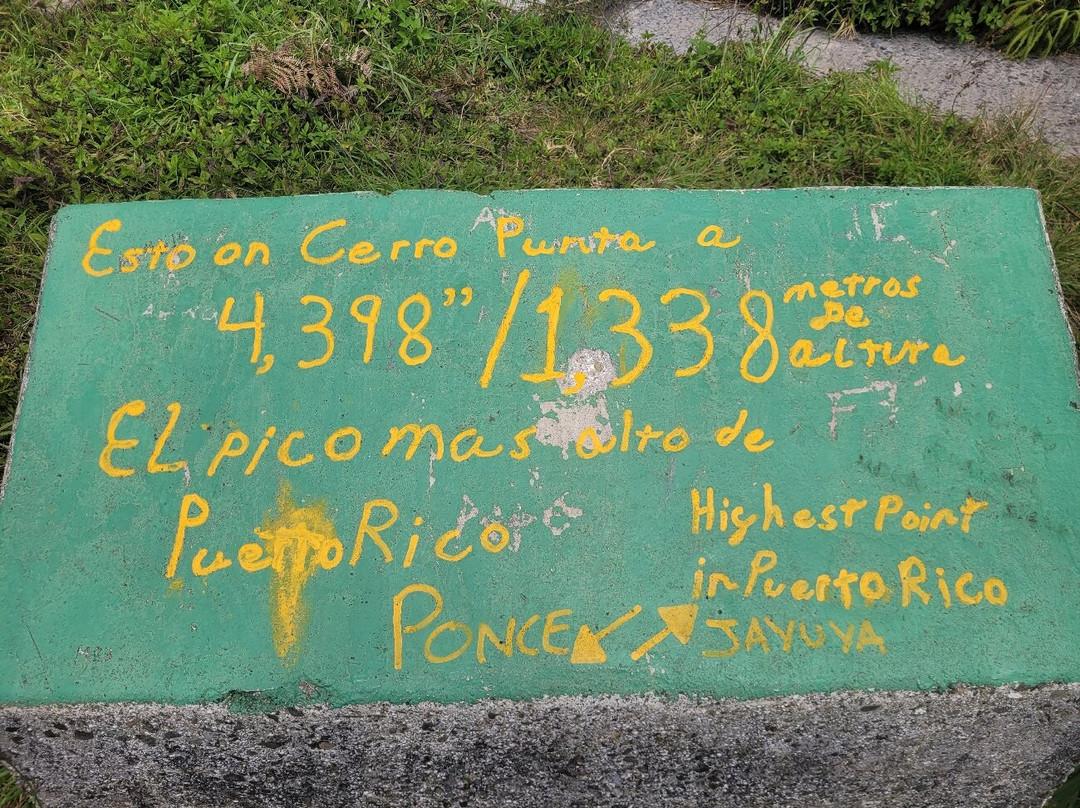 Esto on Cerro Punta a
4,398” / 1,338 metros
De
altura
EL pico mas alto de
Puerto Rico
Highest Point
in Puerto Rico
PONCE
JAYUYA